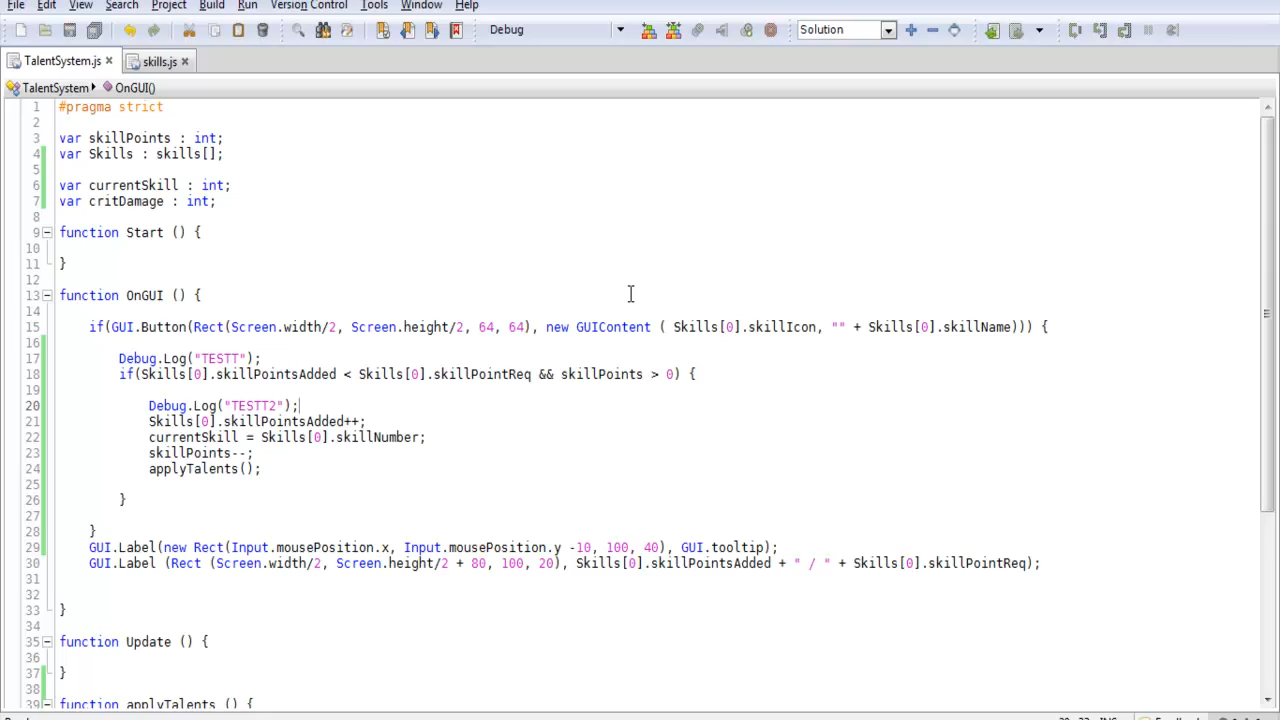 File Edit View Search Project Build Run Version Control Tools Window Help
Debug Solution
TalentSystem.js skills.js
TalentSystem OnGUI()
1 #pragma strict
2
3 var skillPoints : int;
4 var Skills : skills[];
5
6 var currentSkill : int;
7 var critDamage : int;
8
9 function Start () {
10
11 }
12
13 function OnGUI () {
14
15 if(GUI.Button(Rect(Screen.width/2, Screen.height/2, 64, 64), new GUIContent ( Skills[0].skillIcon, "" + Skills[0].skillName))) {
16
17 Debug.Log("TESTT");
18 if(Skills[0].skillPointsAdded < Skills[0].skillPointReq && skillPoints > 0) {
19
20 Debug.Log("TESTT2");
21 Skills[0].skillPointsAdded++;
22 currentSkill = Skills[0].skillNumber;
23 skillPoints--;
24 applyTalents();
25
26 }
27
28 }
29 GUI.Label(new Rect(Input.mousePosition.x, Input.mousePosition.y -10, 100, 40), GUI.tooltip);
30 GUI.Label (Rect (Screen.width/2, Screen.height/2 + 80, 100, 20), Skills[0].skillPointsAdded + " / " + Skills[0].skillPointReq);
31
32
33 }
34
35 function Update () {
36
37 }
38
39 function applyTalents () {